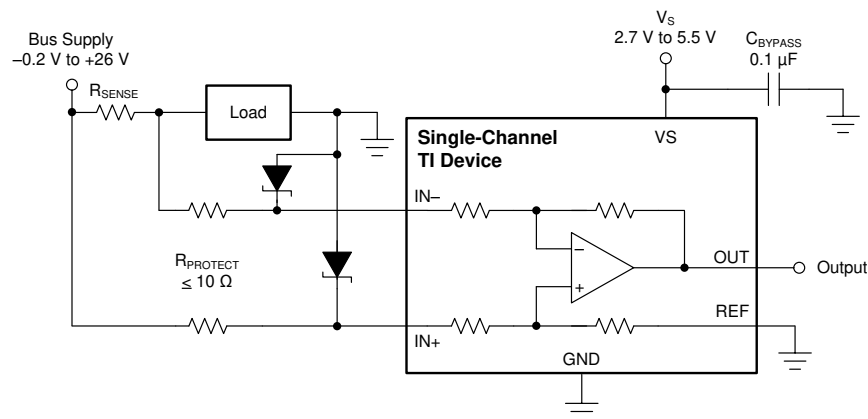 Bus Supply
–0.2 V to +26 V
RSENSE
Load
VS
2.7 V to 5.5 V
CBYPASS
0.1 µF
Single-Channel
TI Device
VS
IN–
RPROTECT
≤ 10 Ω
–
+
OUT
Output
REF
IN+
GND